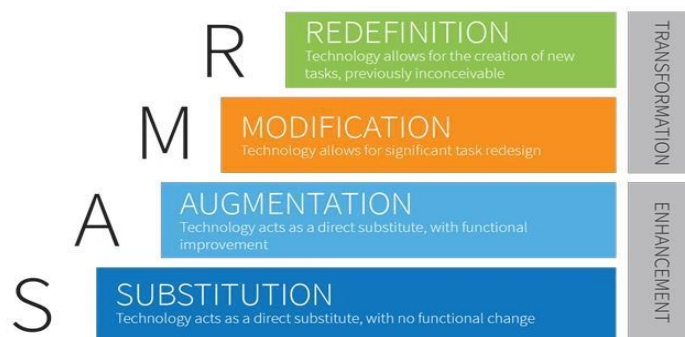 R
REDEFINITION
Technology allows for the creation of new
tasks, previously inconceivable
M
MODIFICATION
Technology allows for significant task redesign
TRANSFORMATION
A
AUGMENTATION
Technology acts as a direct substitute, with functional
improvement
S
SUBSTITUTION
Technology acts as a direct substitute, with no functional change
ENHANCEMENT